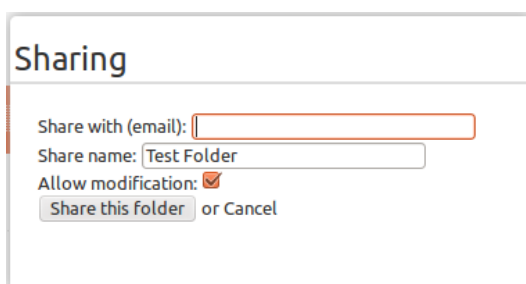 Sharing
Share with (email):
Share name: Test Folder
Allow modification:
Share this folder or Cancel